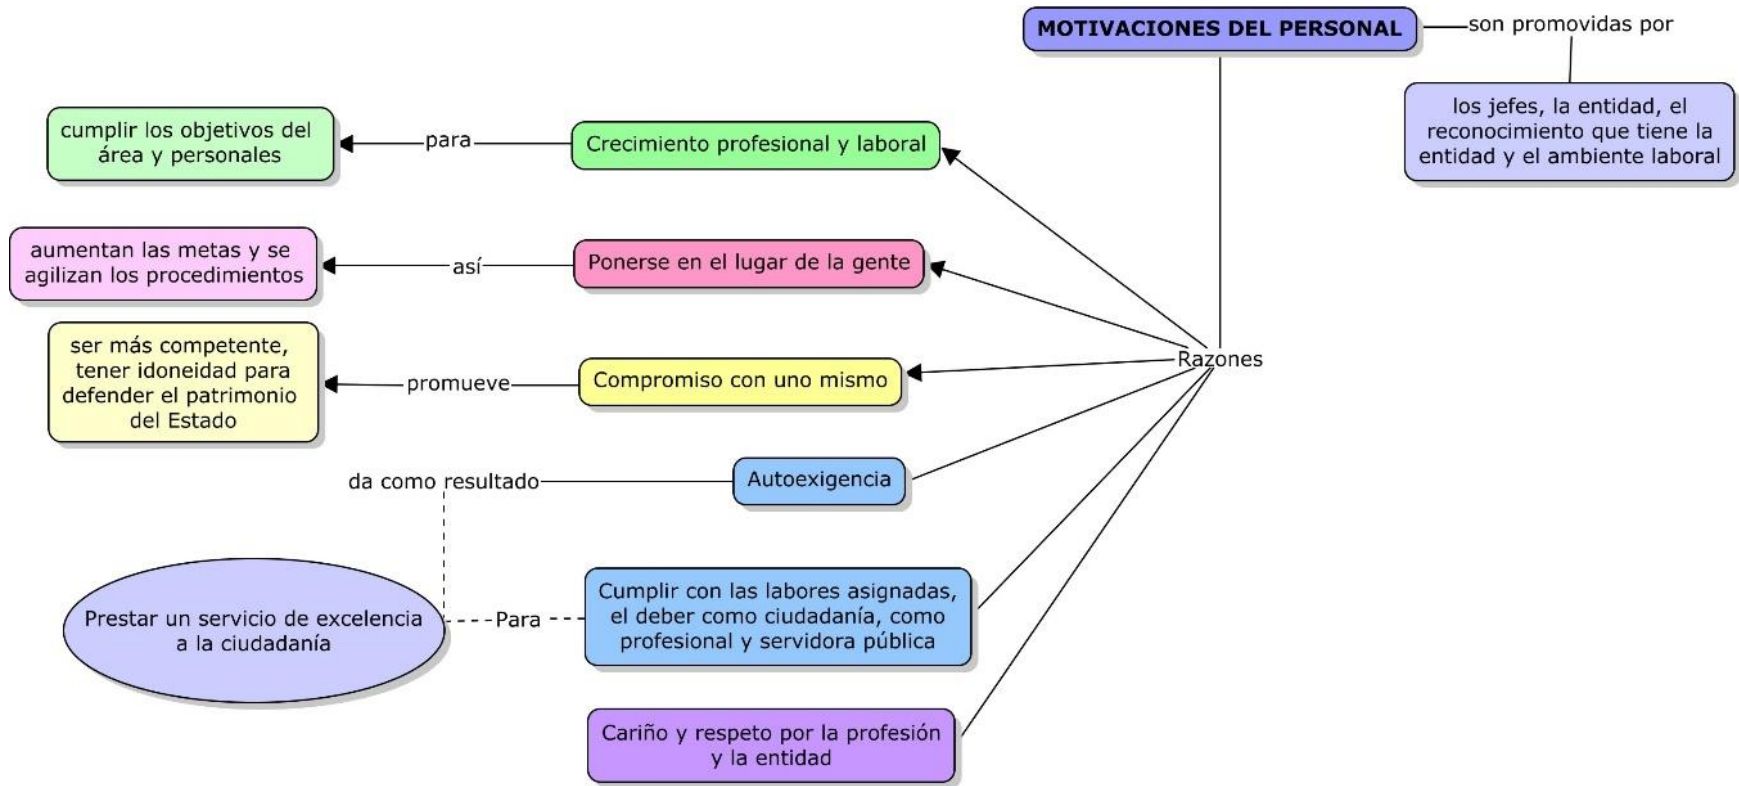 MOTIVACIONES DEL PERSONAL
son promovidas por
los jefes, la entidad, el
reconocimiento que tiene la
entidad y el ambiente laboral
Razones
Crecimiento profesional y laboral
para
cumplir los objetivos del
área y personales
Ponerse en el lugar de la gente
así
aumentan las metas y se
agilizan los procedimientos
Compromiso con uno mismo
promueve
ser más competente,
tener idoneidad para
defender el patrimonio
del Estado
Autoexigencia
da como resultado
Cumplir con las labores asignadas,
el deber como ciudadanía, como
profesional y servidora pública
Para
Prestar un servicio de excelencia
a la ciudadanía
Cariño y respeto por la profesión
y la entidad